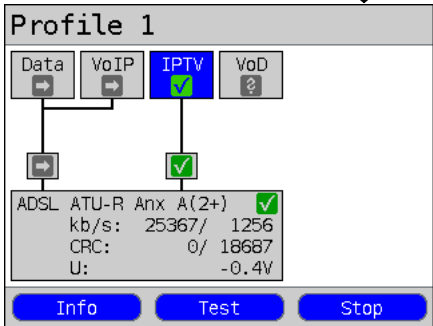 Profile 1
Data VoIP IPTV VoD
ADSL ATU-R Anx A(2+)
kb/s: 25367/ 1256
CRC: 0/ 18687
U: -0.4V
Info Test Stop